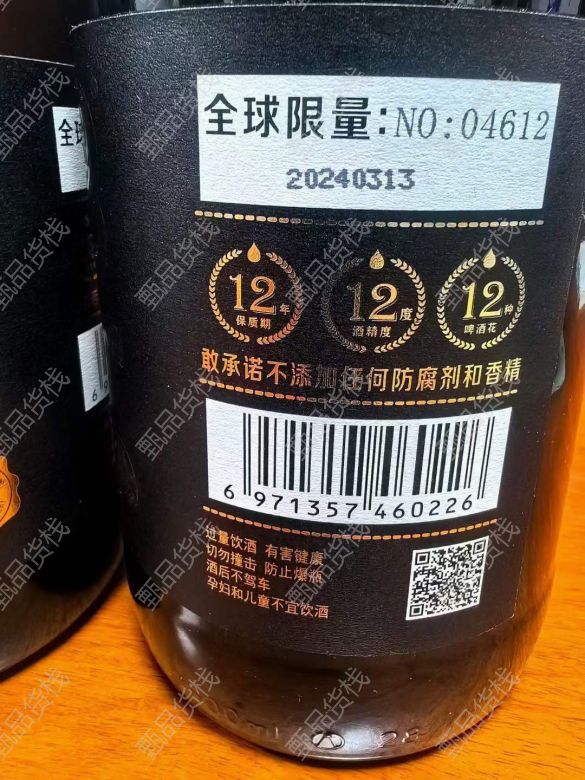 全球限量:NO:04612
20240313
12年 12度 12种
保质期 酒精度 啤酒花
敢承诺不添加任何防腐剂和香精
6 971357 460226
过量饮酒 有害健康
切勿撞击 防止爆瓶
酒后不驾车
孕妇和儿童不宜饮酒
全球
6
甄品货栈